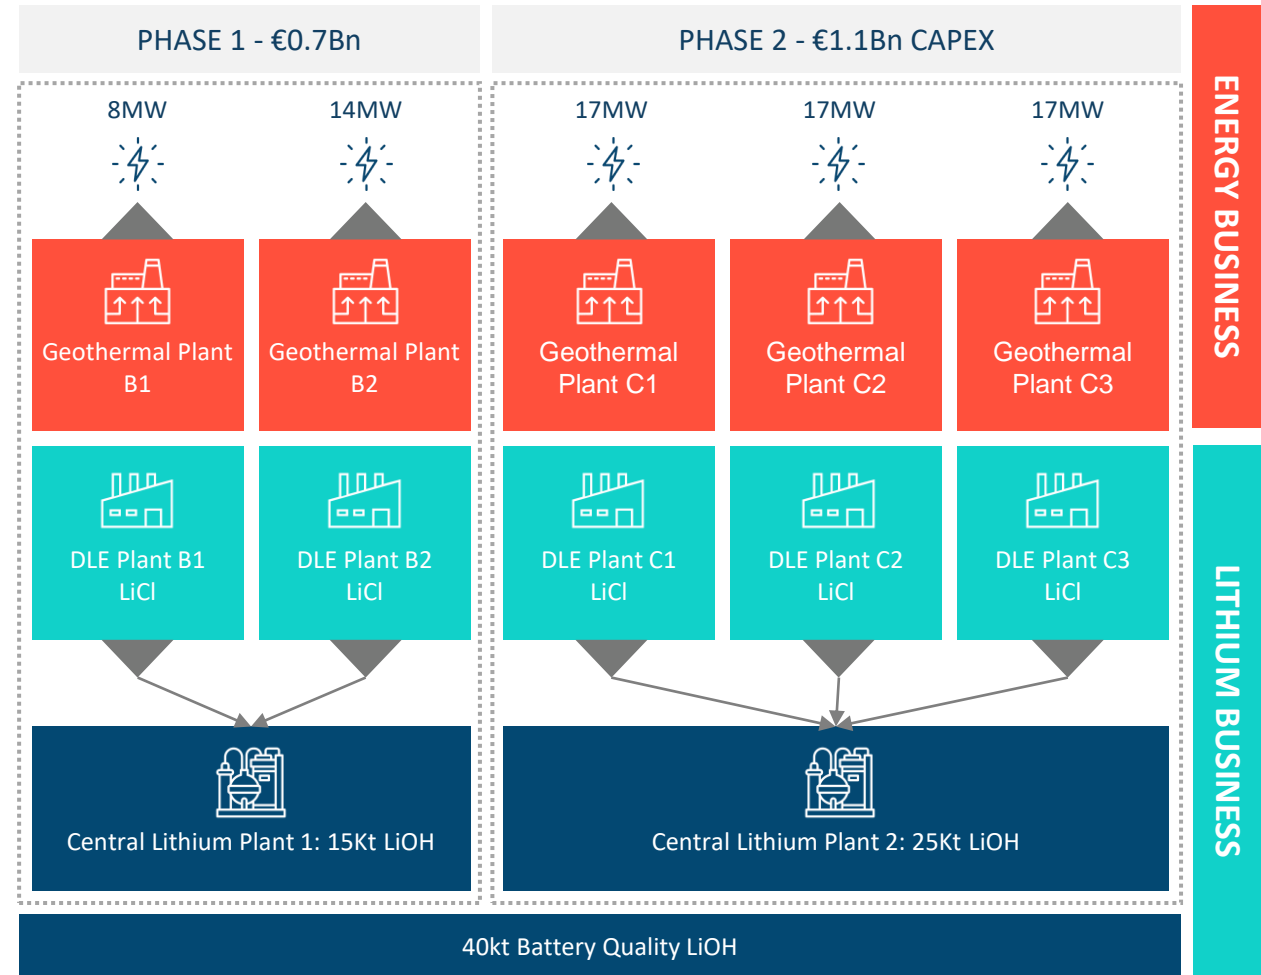 PHASE 1 - €0.7Bn
PHASE 2 - €1.1Bn CAPEX
8MW
14MW
17MW
17MW
17MW
Geothermal Plant
B1
Geothermal Plant
B2
Geothermal
Plant C1
Geothermal
Plant C2
Geothermal
Plant C3
ENERGY BUSINESS
DLE Plant B1
LiCl
DLE Plant B2
LiCl
DLE Plant C1
LiCl
DLE Plant C2
LiCl
DLE Plant C3
LiCl
Central Lithium Plant 1: 15Kt LiOH
Central Lithium Plant 2: 25Kt LiOH
LITHIUM BUSINESS
40kt Battery Quality LiOH